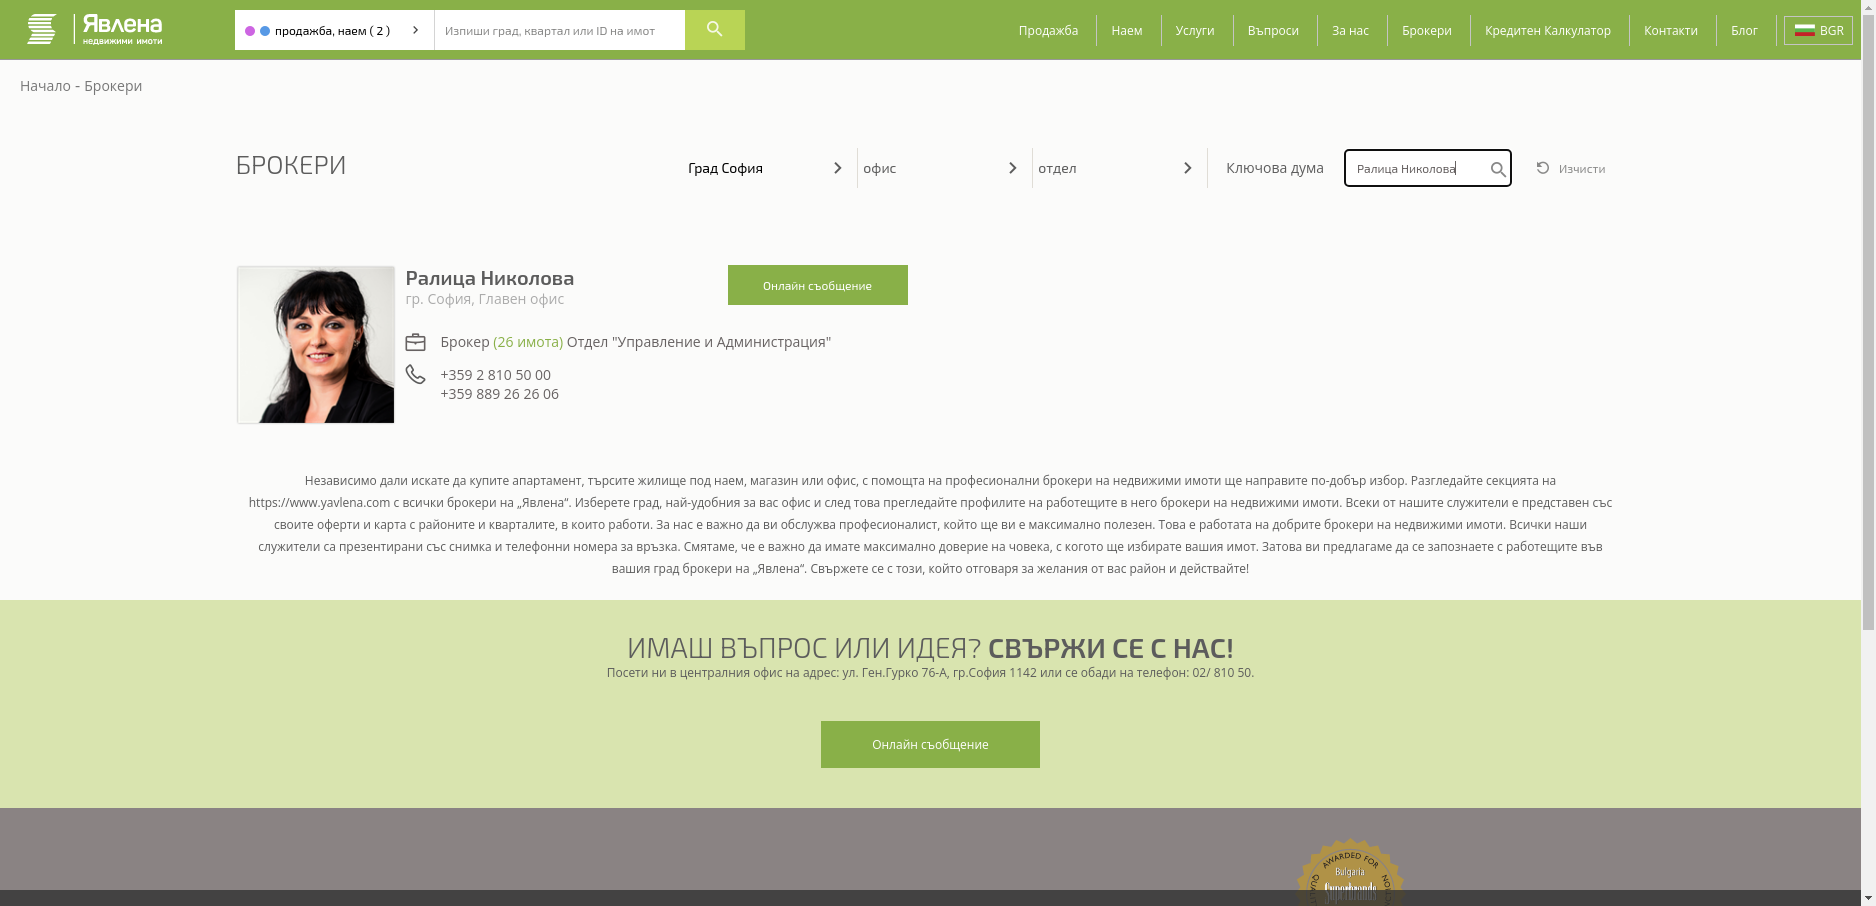 Явлена
недвижими имоти
продажба, наем ( 2 )
Изпиши град, квартал или ID на имот
Продажба
Наем
Услуги
Въпроси
За нас
Брокери
Кредитен Калкулатор
Контакти
Блог
BGR
Начало - Брокери
БРОКЕРИ
Град София
офис
отдел
Ключова дума
Ралица Николова
Изчисти
Ралица Николова
гр. София, Главен офис
Онлайн съобщение
Брокер (26 имота) Отдел "Управление и Администрация"
+359 2 810 50 00
+359 889 26 26 06
Независимо дали искате да купите апартамент, търсите жилище под наем, магазин или офис, с помощта на професионални брокери на недвижими имоти ще направите по-добър избор. Разгледайте секцията на
https://www.yavlena.com с всички брокери на „Явлена“. Изберете град, най-удобния за вас офис и след това прегледайте профилите на работещите в него брокери на недвижими имоти. Всеки от нашите служители е представен със
своите оферти и карта с районите и кварталите, в които работи. За нас е важно да ви обслужва професионалист, който ще ви е максимално полезен. Това е работата на добрите брокери на недвижими имоти. Всички наши
служители са презентирани със снимка и телефонни номера за връзка. Смятаме, че е важно да имате максимално доверие на човека, с когото ще избирате вашия имот. Затова ви предлагаме да се запознаете с работещите във
вашия град брокери на „Явлена“. Свържете се с този, който отговаря за желания от вас район и действайте!
ИМАШ ВЪПРОС ИЛИ ИДЕЯ? СВЪРЖИ СЕ С НАС!
Посети ни в централния офис на адрес: ул. Ген.Гурко 76-А, гр.София 1142 или се обади на телефон: 02/ 810 50.
Онлайн съобщение
AWARDED FOR
Bulgaria